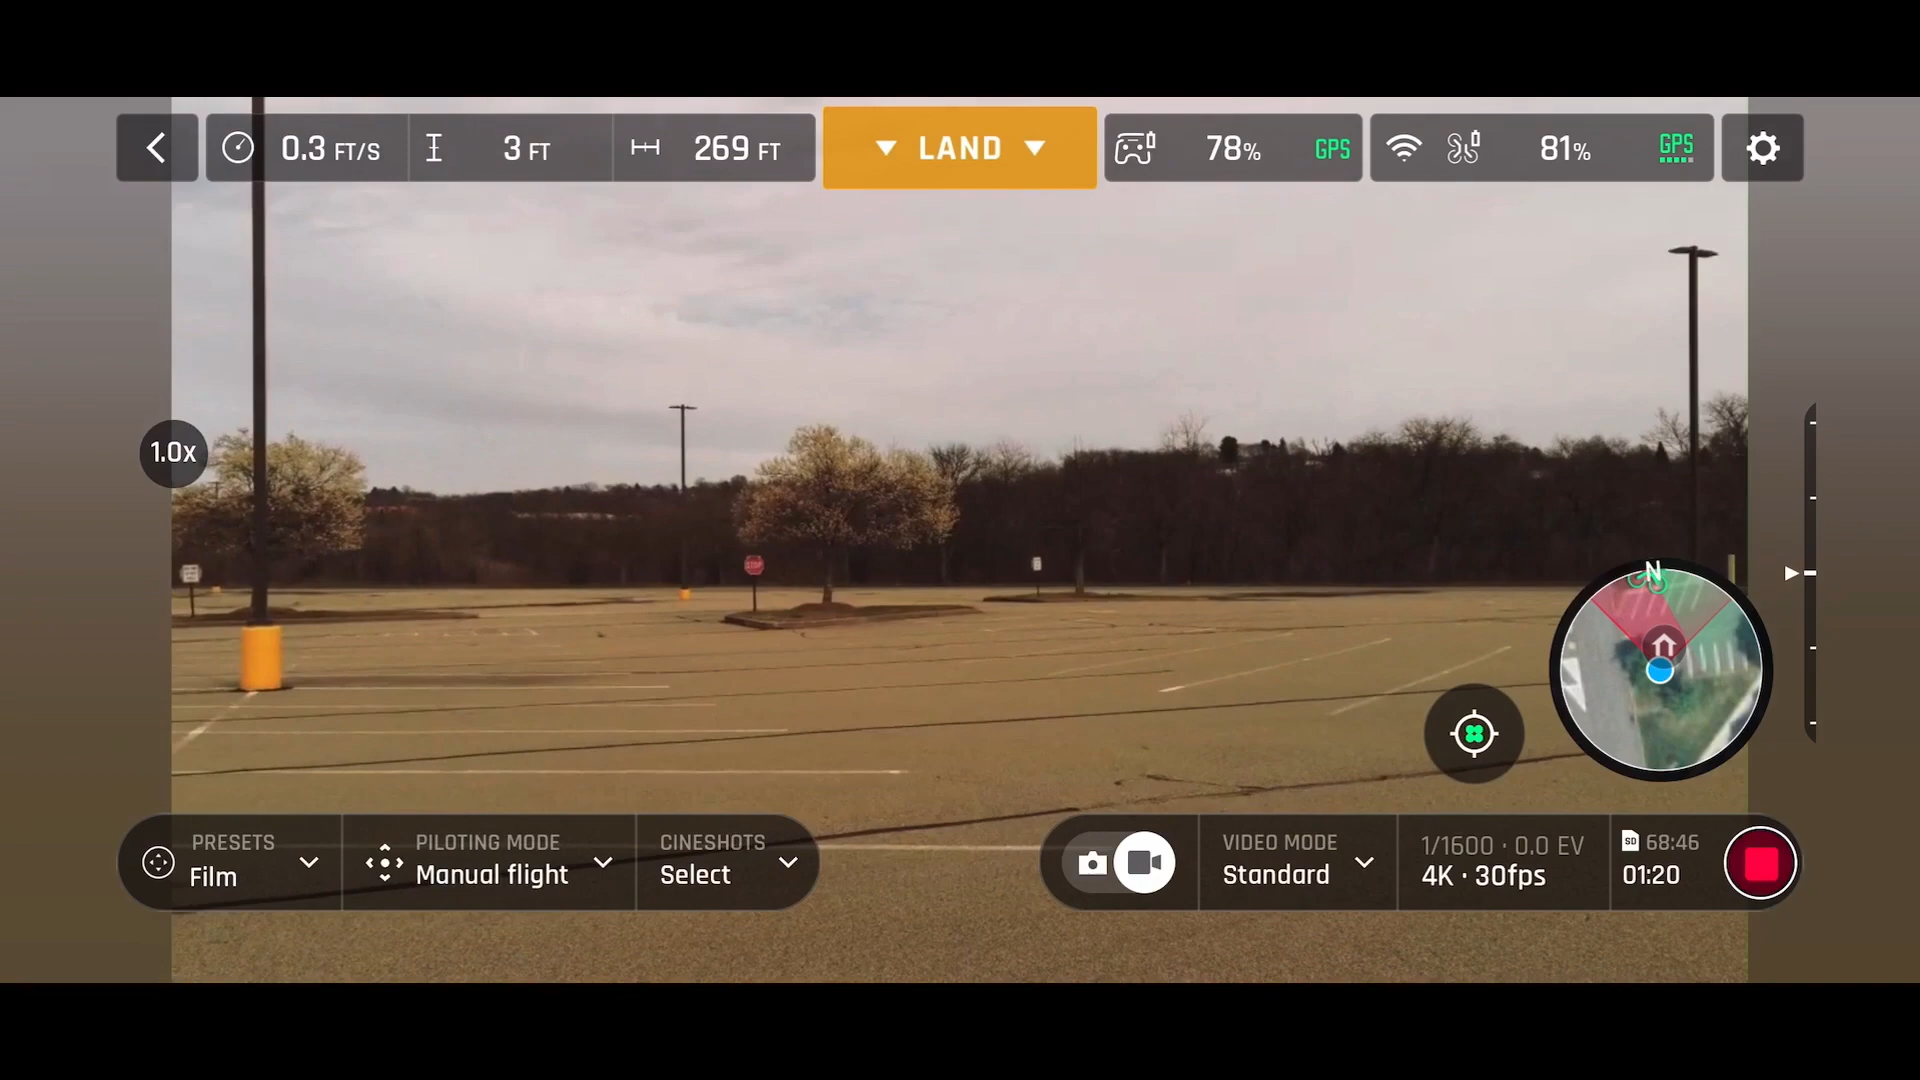 0.3 FT/S
3 FT
269 FT
LAND
78%
GPS
81%
GPS
1.0x
STOP
N
PRESETS
Film
PILOTING MODE
Manual flight
CINESHOTS
Select
VIDEO MODE
Standard
1/1600 · 0.0 EV
4K · 30fps
SD 68:46
01:20